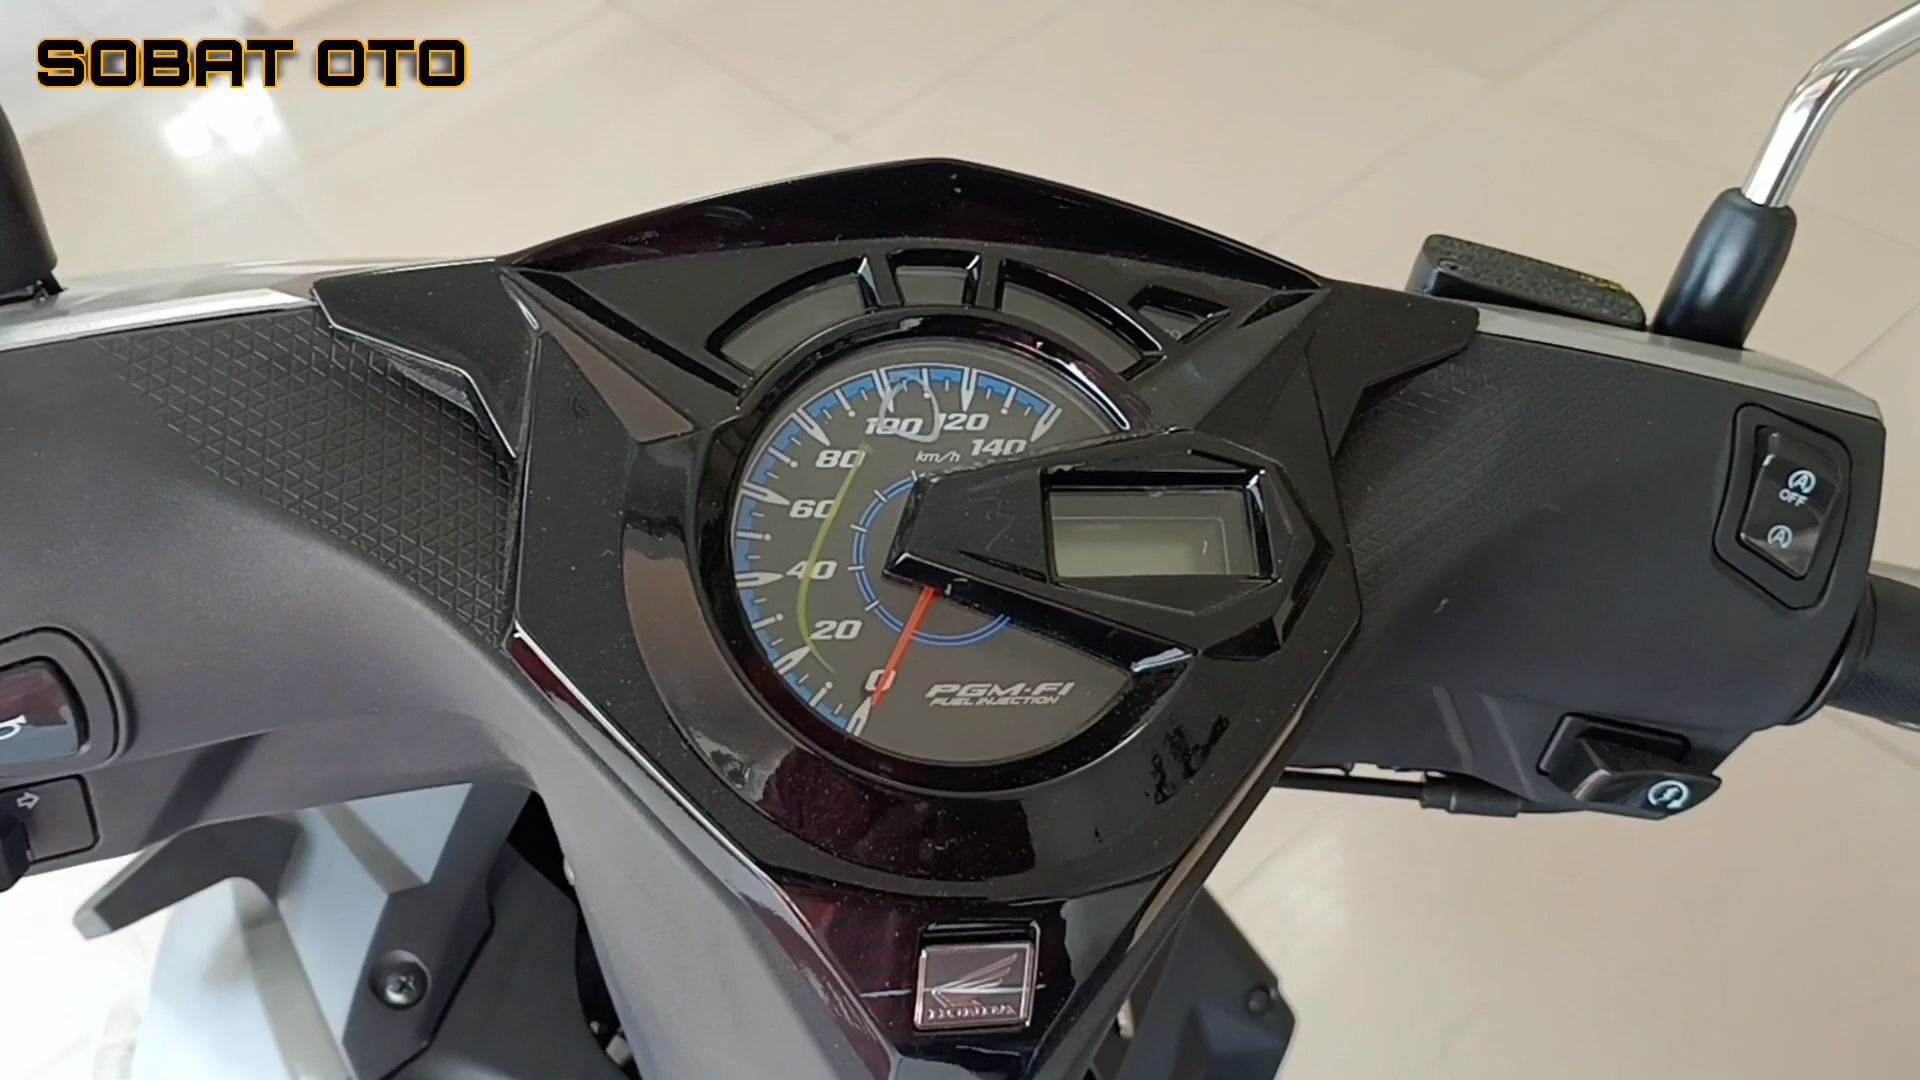 SOBAT OTO
100
120
km/h
140
80
60
40
20
0
PGM-FI
FUEL INJECTION
A
OFF
A
HONDA